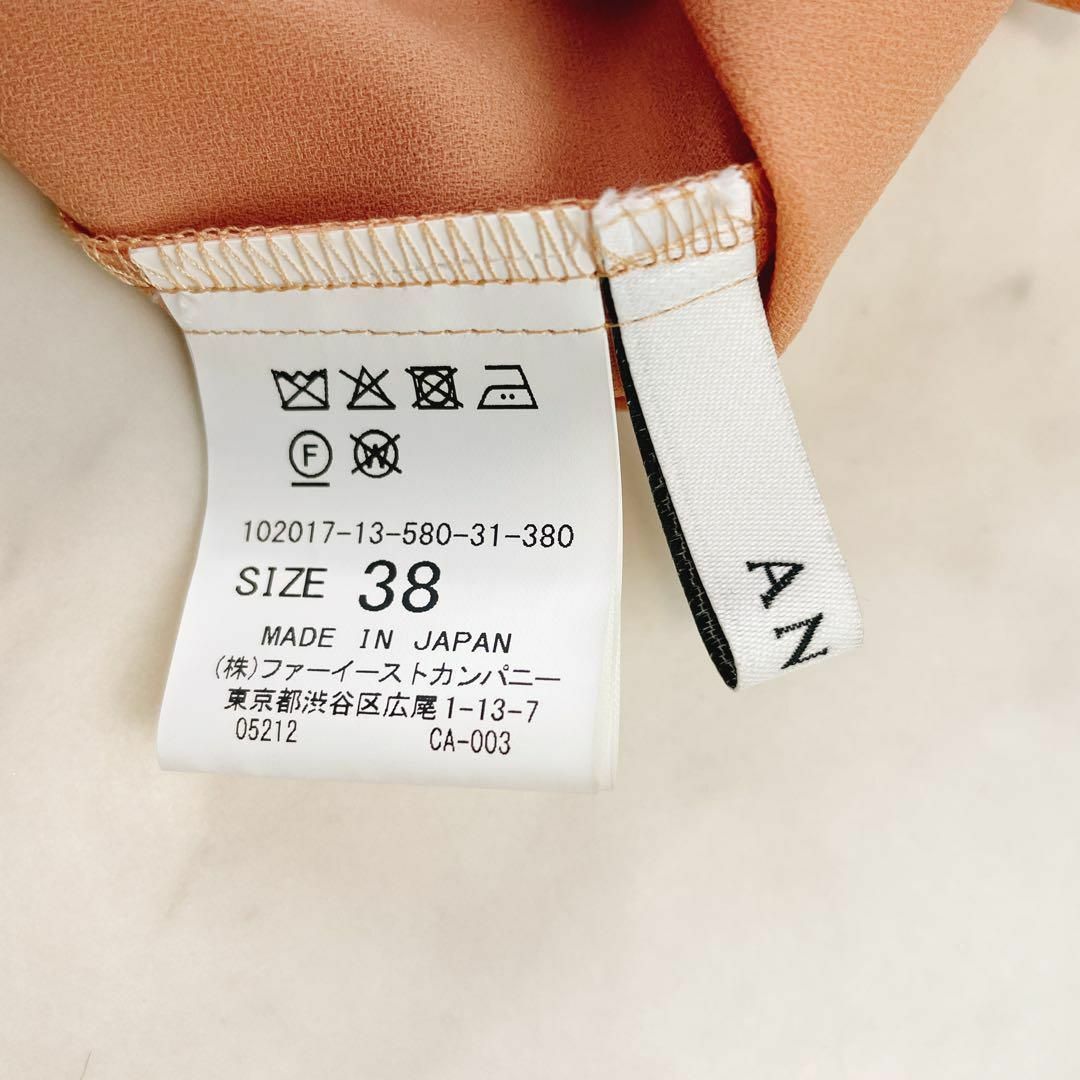 F
W
102017-13-580-31-380
SIZE 38
MADE IN JAPAN
(株)ファーイーストカンパニー
東京都渋谷区広尾1-13-7
05212 CA-003
AN